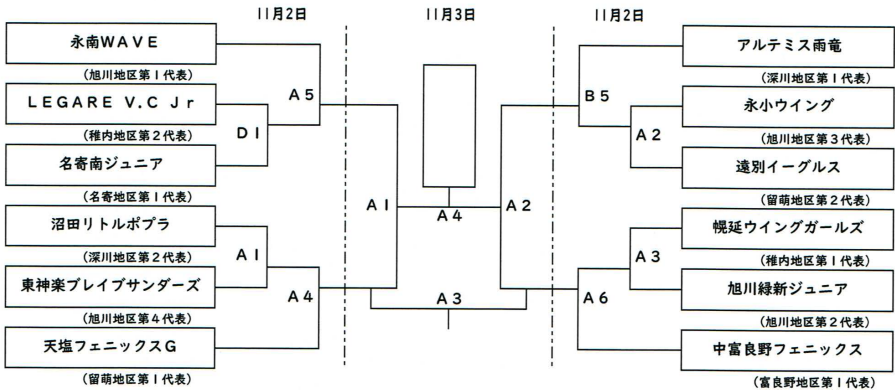 11月2日
11月3日
11月2日
永南WAVE
(旭川地区第1代表)
LEGARE V.C Jr
(稚内地区第2代表)
名寄南ジュニア
(名寄地区第1代表)
沼田リトルポプラ
(深川地区第2代表)
東神楽ブレイブサンダーズ
(旭川地区第4代表)
天塩フェニックスG
(留萌地区第1代表)
A5
D1
A1
A4
A1
A4
A3
A2
B5
A2
A3
A6
アルテミス雨竜
(深川地区第1代表)
永小ウイング
(旭川地区第3代表)
遠別イーグルス
(留萌地区第2代表)
幌延ウイングガールズ
(稚内地区第1代表)
旭川緑新ジュニア
(旭川地区第2代表)
中富良野フェニックス
(富良野地区第1代表)